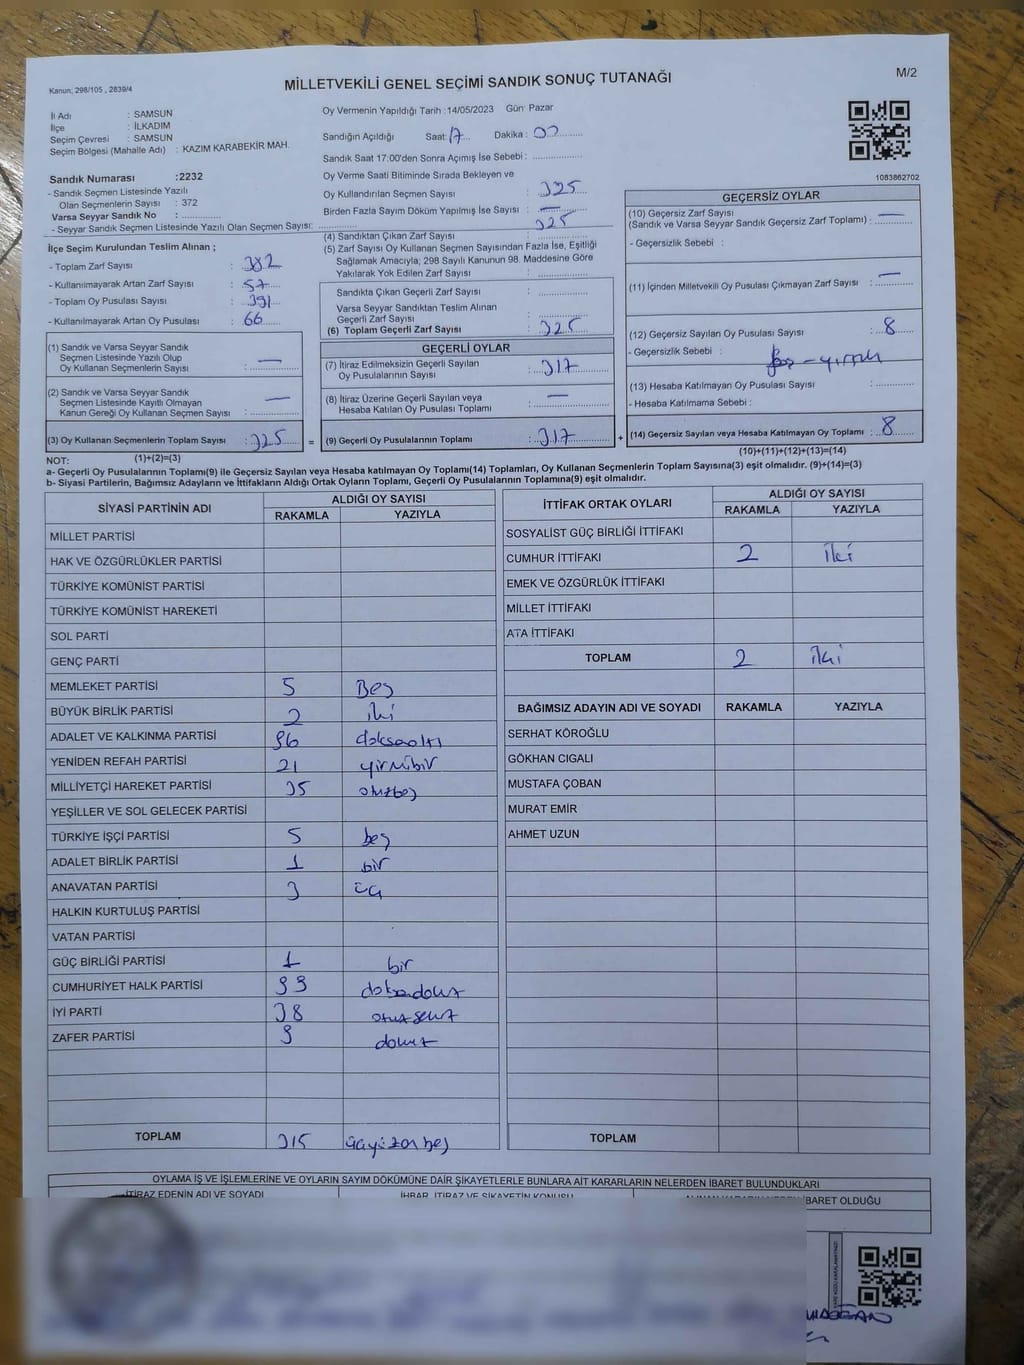 Kanun; 298/105 , 2839/4
MİLLETVEKİLİ GENEL SEÇİMİ SANDIK SONUÇ TUTANAĞI
M/2
İl Adı : SAMSUN
İlçe : İLKADIM
Seçim Çevresi : SAMSUN
Seçim Bölgesi (Mahalle Adı) : KAZIM KARABEKİR MAH.
Sandık Numarası :2232
- Sandık Seçmen Listesinde Yazılı
Olan Seçmenlerin Sayısı : 372
Varsa Seyyar Sandık No :
- Seyyar Sandık Seçmen Listesinde Yazılı Olan Seçmen Sayısı:
İlçe Seçim Kurulundan Teslim Alınan ;
- Toplam Zarf Sayısı : 382
- Kullanılmayarak Artan Zarf Sayısı : 57
- Toplam Oy Pusulası Sayısı : 391
- Kullanılmayarak Artan Oy Pusulası : 66
(1) Sandık ve Varsa Seyyar Sandık
Seçmen Listesinde Yazılı Olup
Oy Kullanan Seçmenlerin Sayısı : —
(2) Sandık ve Varsa Seyyar Sandık
Seçmen Listesinde Kayıtlı Olmayan
Kanun Gereği Oy Kullanan Seçmen Sayısı : —
(3) Oy Kullanan Seçmenlerin Toplam Sayısı : 325
(1)+(2)=(3)
Oy Vermenin Yapıldığı Tarih :14/05/2023 Gün: Pazar
Sandığın Açıldığı Saat: 17 Dakika : 00
Sandık Saat 17:00'den Sonra Açımış İse Sebebi :
Oy Verme Saati Bitiminde Sırada Bekleyen ve
Oy Kullandırılan Seçmen Sayısı : 325
Birden Fazla Sayım Döküm Yapılmış İse Sayısı : —
(4) Sandıktan Çıkan Zarf Sayısı : 325
(5) Zarf Sayısı Oy Kullanan Seçmen Sayısından Fazla İse, Eşitliği
Sağlamak Amacıyla; 298 Sayılı Kanunun 98. Maddesine Göre
Yakılarak Yok Edilen Zarf Sayısı :
Sandıkta Çıkan Geçerli Zarf Sayısı :
Varsa Seyyar Sandıktan Teslim Alınan
Geçerli Zarf Sayısı :
(6) Toplam Geçerli Zarf Sayısı : 325
GEÇERLİ OYLAR
(7) İtiraz Edilmeksizin Geçerli Sayılan
Oy Pusulalarının Sayısı : 317
(8) İtiraz Üzerine Geçerli Sayılan veya
Hesaba Katılan Oy Pusulası Toplamı : —
= (9) Geçerli Oy Pusulalarının Toplamı : 317 +
1083862702
GEÇERSİZ OYLAR
(10) Geçersiz Zarf Sayısı
(Sandık ve Varsa Seyyar Sandık Geçersiz Zarf Toplamı) : —
- Geçersizlik Sebebi :
(11) İçinden Milletvekili Oy Pusulası Çıkmayan Zarf Sayısı : —
(12) Geçersiz Sayılan Oy Pusulası Sayısı : 8
- Geçersizlik Sebebi : boş - yırtık
(13) Hesaba Katılmayan Oy Pusulası Sayısı :
- Hesaba Katılmama Sebebi :
(14) Geçersiz Sayılan veya Hesaba Katılmayan Oy Toplamı : 8
(10)+(11)+(12)+(13)=(14)
NOT:
a- Geçerli Oy Pusulalarının Toplamı(9) ile Geçersiz Sayılan veya Hesaba katılmayan Oy Toplamı(14) Toplamları, Oy Kullanan Seçmenlerin Toplam Sayısına(3) eşit olmalıdır. (9)+(14)=(3)
b- Siyasi Partilerin, Bağımsız Adayların ve İttifakların Aldığı Ortak Oyların Toplamı, Geçerli Oy Pusulalarının Toplamına(9) eşit olmalıdır.
SİYASİ PARTİNİN ADI ALDIĞI OY SAYISI
RAKAMLA YAZIYLA
MİLLET PARTİSİ
HAK VE ÖZGÜRLÜKLER PARTİSİ
TÜRKİYE KOMÜNİST PARTİSİ
TÜRKİYE KOMÜNİST HAREKETİ
SOL PARTİ
GENÇ PARTİ
MEMLEKET PARTİSİ 5 Beş
BÜYÜK BİRLİK PARTİSİ 2 iki
ADALET VE KALKINMA PARTİSİ 96 doksanaltı
YENİDEN REFAH PARTİSİ 21 yirmibir
MİLLİYETÇİ HAREKET PARTİSİ 35 otuzbeş
YEŞİLLER VE SOL GELECEK PARTİSİ
TÜRKİYE İŞÇİ PARTİSİ 5 beş
ADALET BİRLİK PARTİSİ 1 bir
ANAVATAN PARTİSİ 3 üç
HALKIN KURTULUŞ PARTİSİ
VATAN PARTİSİ
GÜÇ BİRLİĞİ PARTİSİ 1 bir
CUMHURİYET HALK PARTİSİ 99 doksandokuz
İYİ PARTİ 38 otuzsekiz
ZAFER PARTİSİ 9 dokuz
TOPLAM 315 üçyüzonbeş
İTTİFAK ORTAK OYLARI ALDIĞI OY SAYISI
RAKAMLA YAZIYLA
SOSYALİST GÜÇ BİRLİĞİ İTTİFAKI
CUMHUR İTTİFAKI 2 iki
EMEK VE ÖZGÜRLÜK İTTİFAKI
MİLLET İTTİFAKI
ATA İTTİFAKI
TOPLAM 2 iki
BAĞIMSIZ ADAYIN ADI VE SOYADI RAKAMLA YAZIYLA
SERHAT KÖROĞLU
GÖKHAN CIGALI
MUSTAFA ÇOBAN
MURAT EMİR
AHMET UZUN
TOPLAM
OYLAMA İŞ VE İŞLEMLERİNE VE OYLARIN SAYIM DÖKÜMÜNE DAİR ŞİKAYETLERLE BUNLARA AİT KARARLARIN NELERDEN İBARET BULUNDUKLARI
İTİRAZ EDENİN ADI VE SOYADI İHBAR, İTİRAZ VE ŞİKAYETİN KONUSU İBARET OLDUĞU